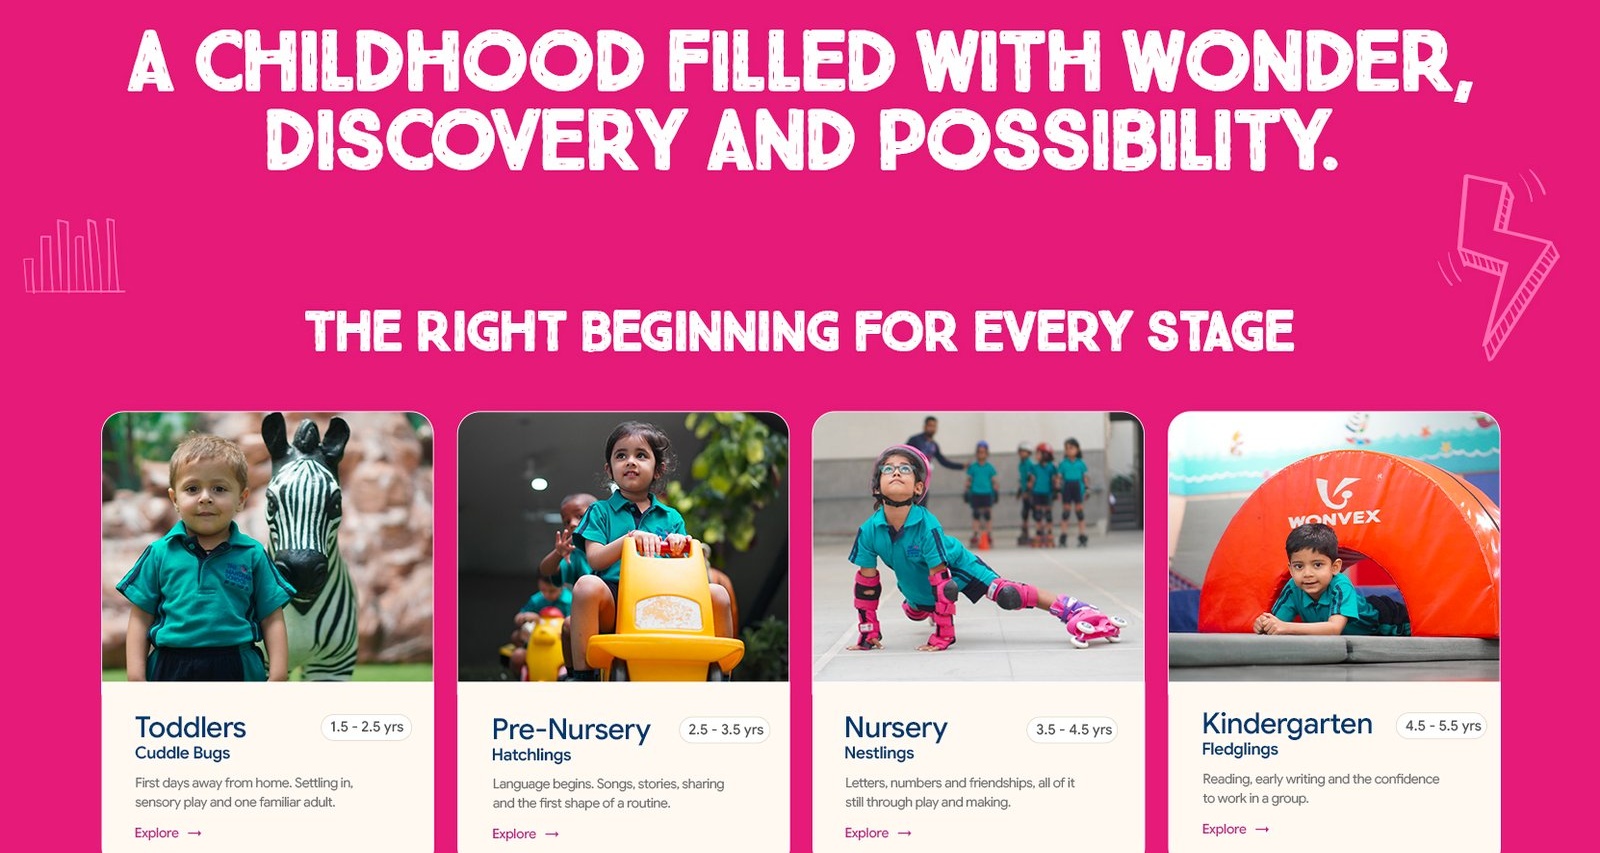 A CHILDHOOD FILLED WITH WONDER,
DISCOVERY AND POSSIBILITY.
THE RIGHT BEGINNING FOR EVERY STAGE
WONVEX
Toddlers
1.5 - 2.5 yrs
Cuddle Bugs
First days away from home. Settling in,
sensory play and one familiar adult.
Explore →
Pre-Nursery
2.5 - 3.5 yrs
Hatchlings
Language begins. Songs, stories, sharing
and the first shape of a routine.
Explore →
Nursery
3.5 - 4.5 yrs
Nestlings
Letters, numbers and friendships, all of it
still through play and making.
Explore →
Kindergarten
4.5 - 5.5 yrs
Fledglings
Reading, early writing and the confidence
to work in a group.
Explore →